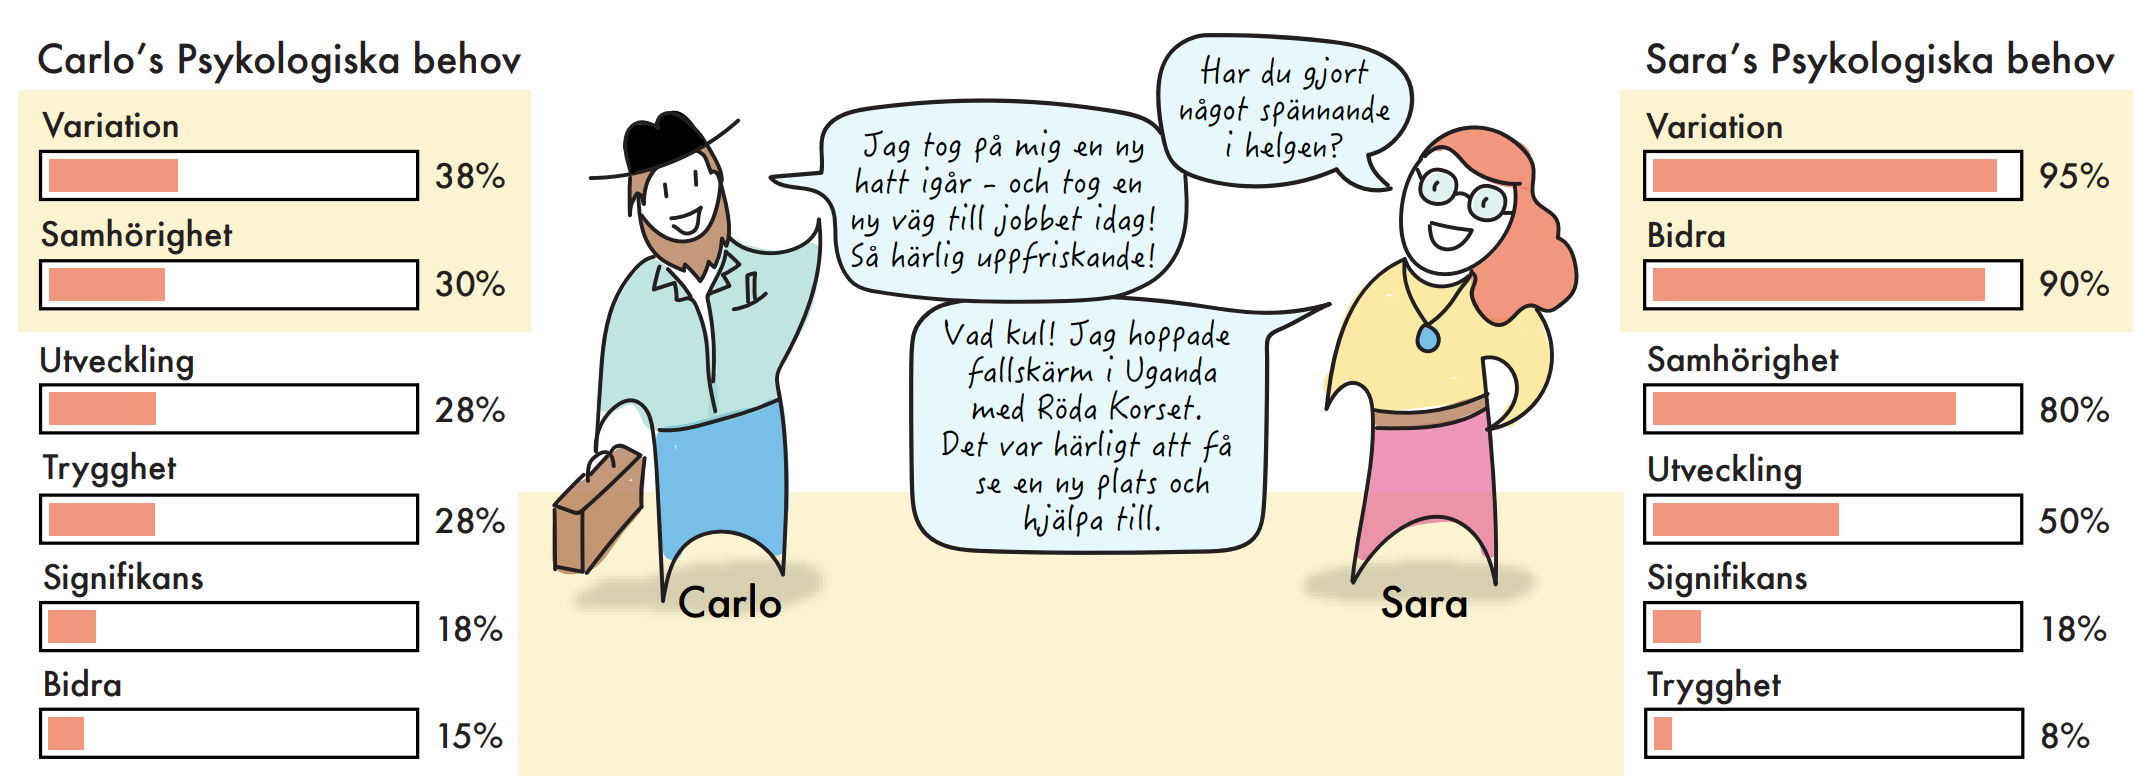 Carlo’s Psykologiska behov
Variation
38%
Samhörighet
30%
Utveckling
28%
Trygghet
28%
Signifikans
18%
Bidra
15%
Har du gjort
något spännande
i helgen?
Jag tog på mig en ny
hatt igår - och tog en
ny väg till jobbet idag!
Så härlig uppfriskande!
Vad kul! Jag hoppade
fallskärm i Uganda
med Röda Korset.
Det var härligt att få
se en ny plats och
hjälpa till.
Carlo
Sara
Sara’s Psykologiska behov
Variation
95%
Bidra
90%
Samhörighet
80%
Utveckling
50%
Signifikans
18%
Trygghet
8%